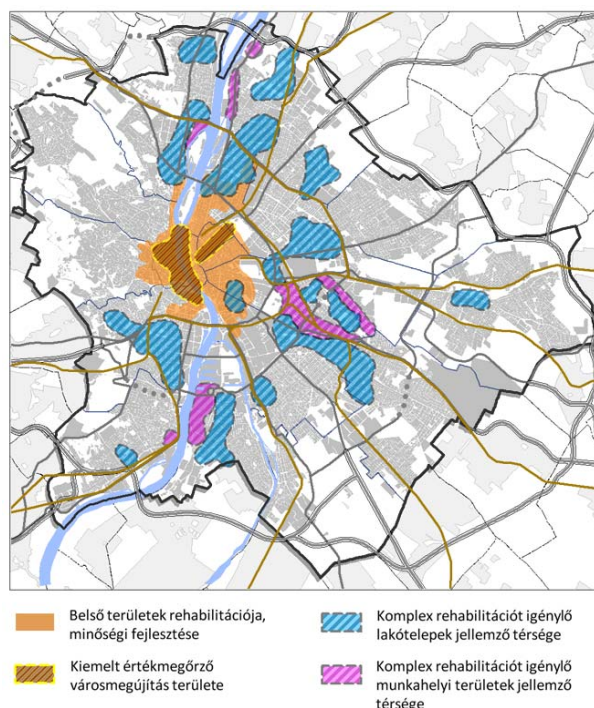 Belső területek rehabilitációja,
minőségi fejlesztése
Kiemelt értékmegőrző
városmegújítás területe
Komplex rehabilitációt igénylő
lakótelepek jellemző térsége
Komplex rehabilitációt igénylő
munkahelyi területek jellemző
térsége